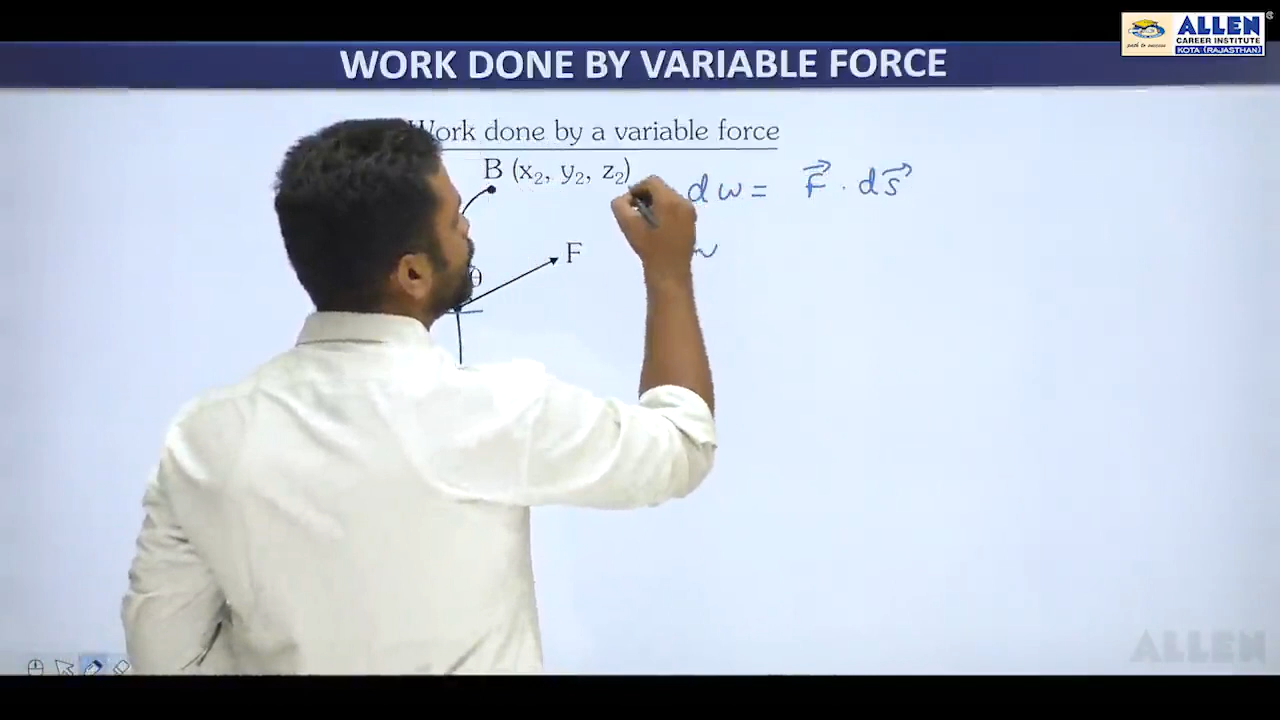 ALLEN
CAREER INSTITUTE
KOTA (RAJASTHAN)
WORK DONE BY VARIABLE FORCE
Work done by a variable force
B (x₂, y₂, z₂)
dw = F⃗ · ds⃗
F
θ
w
ALLEN